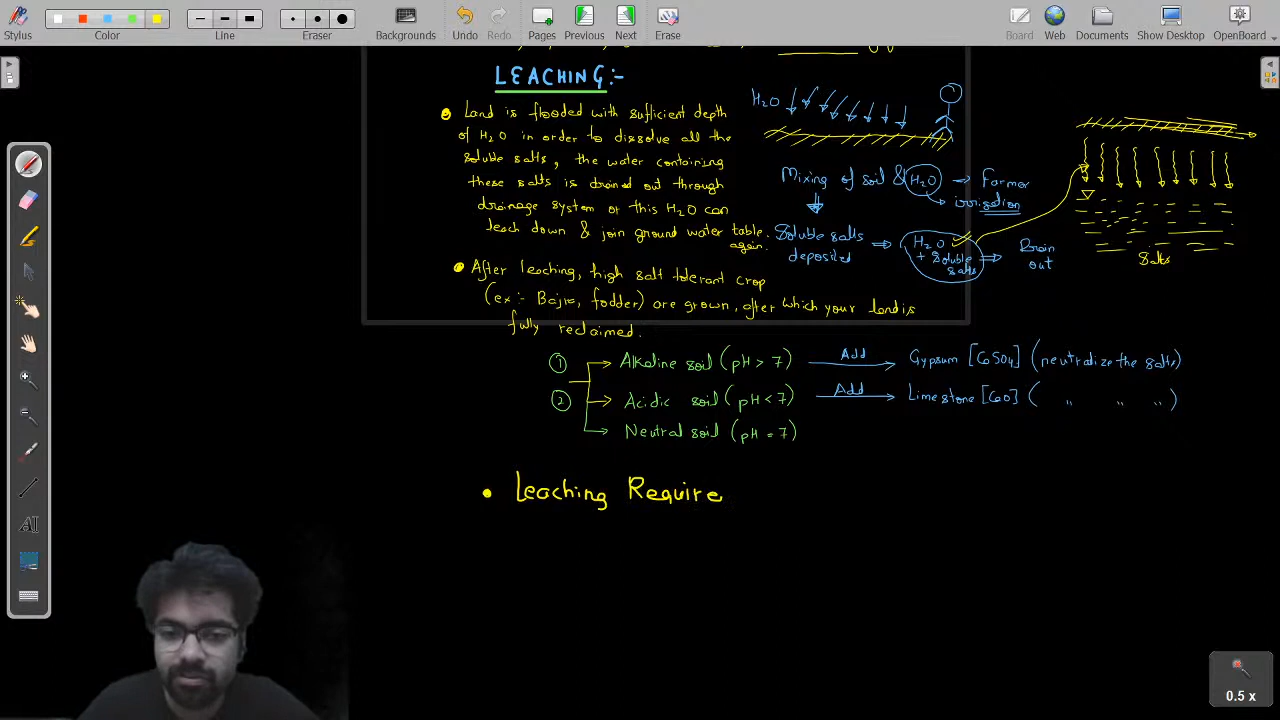 Stylus
Color
Line
Eraser
Backgrounds
Undo
Redo
Pages
Previous
Next
Erase
Board
Web
Documents
Show Desktop
OpenBoard
LEACHING:-
Land is flooded with sufficient depth
of H2O in order to dissolve all the
soluble salts, the water containing
these salts is drained out through
drainage system or this H2O can
leach down & join ground water table.
again.
After leaching, high salt tolerant crop
(ex:- Bajra, fodder) are grown, after which your land is
fully reclaimed.
H2O
Mixing of soil & H2O → Farmer
irrigation
Soluble salts
deposited
⇒ H2O
+ Soluble
salts
⇒ Drain
out
Salts
① Alkaline soil (pH > 7) Add Gypsum [CaSO4] (neutralize the salts)
② Acidic soil (pH < 7) Add Limestone [CaO] ( " " " )
Neutral soil (pH = 7)
• Leaching Require
0.5 x